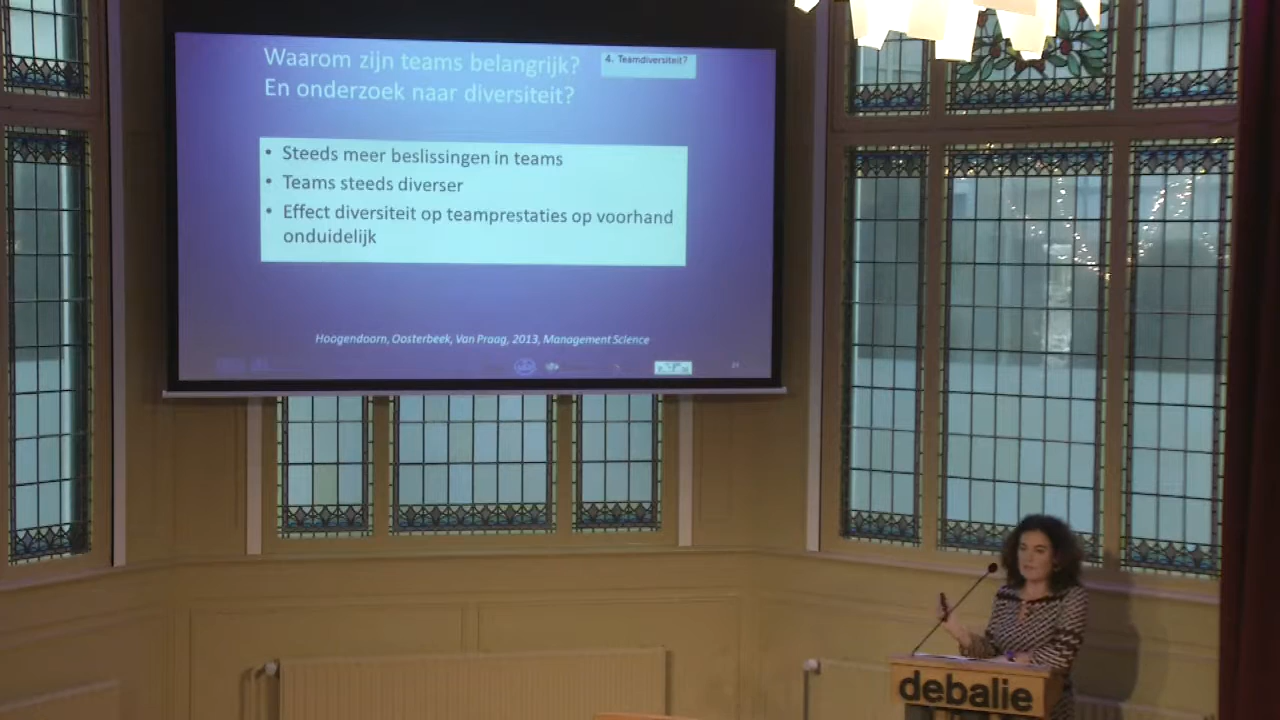 Waarom zijn teams belangrijk?
En onderzoek naar diversiteit?
4. Teamdiversiteit?
• Steeds meer beslissingen in teams
• Teams steeds diverser
• Effect diversiteit op teamprestaties op voorhand
onduidelijk
Hoogendoorn, Oosterbeek, Van Praag, 2013, Management Science
debalie